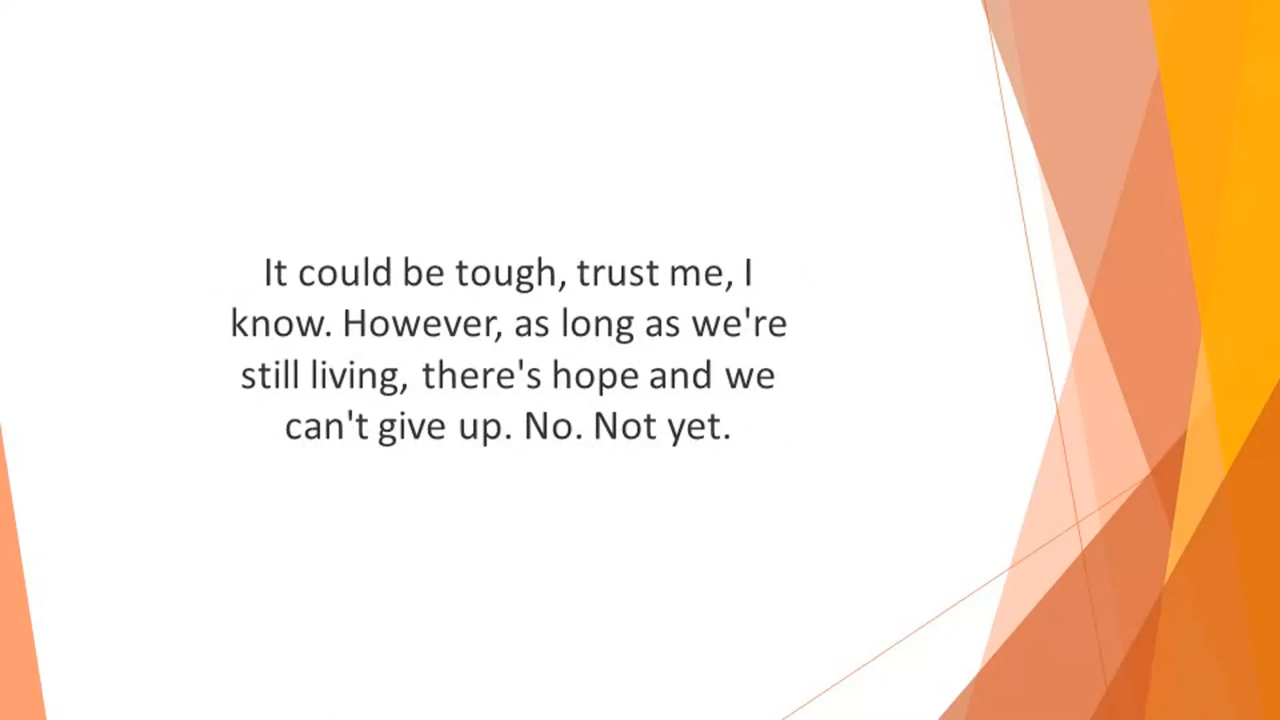 It could be tough, trust me, I
know. However, as long as we're
still living, there's hope and we
can't give up. No. Not yet.